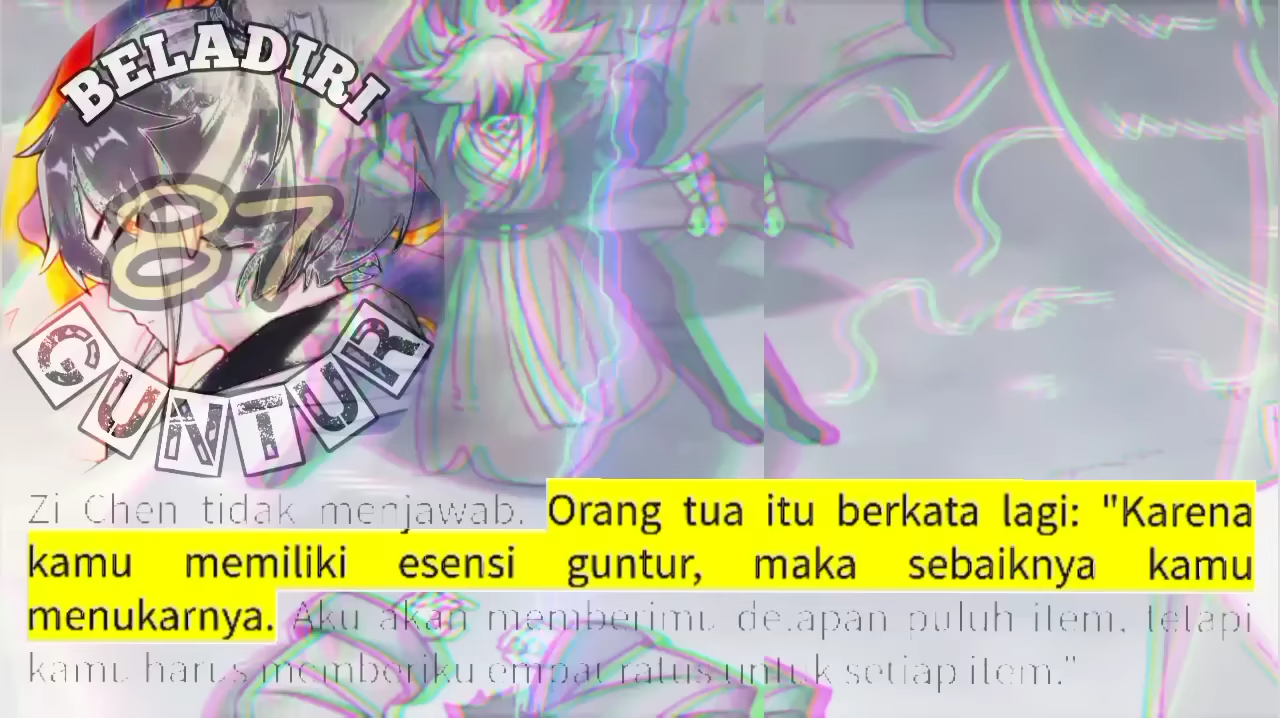 BELADIRI
87
GUNTUR
Zi Chen tidak menjawab. Orang tua itu berkata lagi: "Karena
kamu memiliki esensi guntur, maka sebaiknya kamu
menukarnya. Aku akan memberimu delapan puluh item, tetapi
kamu harus memberiku empat ratus untuk setiap item."